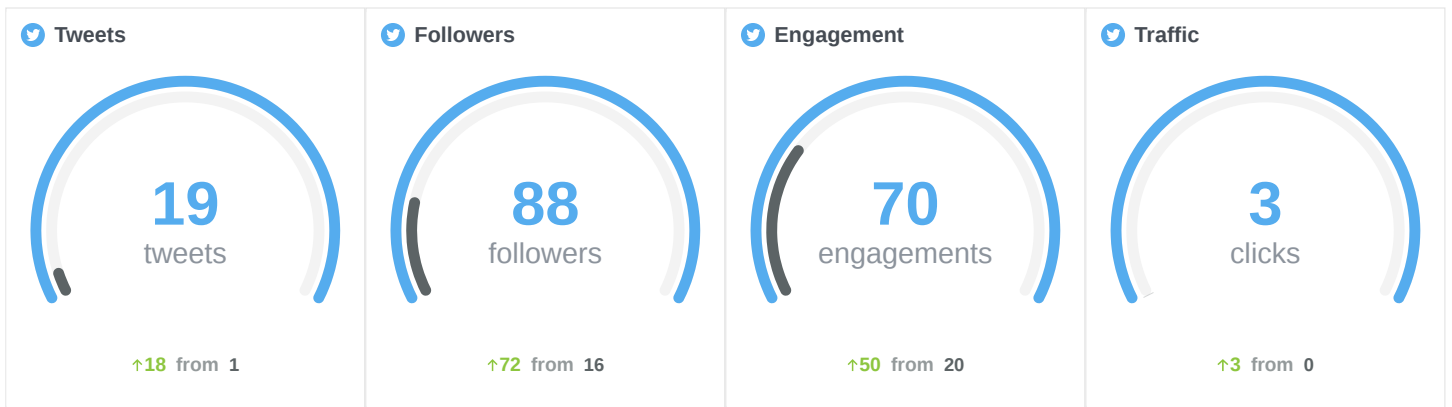 Tweets
19
tweets
↑18 from 1
Followers
88
followers
↑72 from 16
Engagement
70
engagements
↑50 from 20
Traffic
3
clicks
↑3 from 0